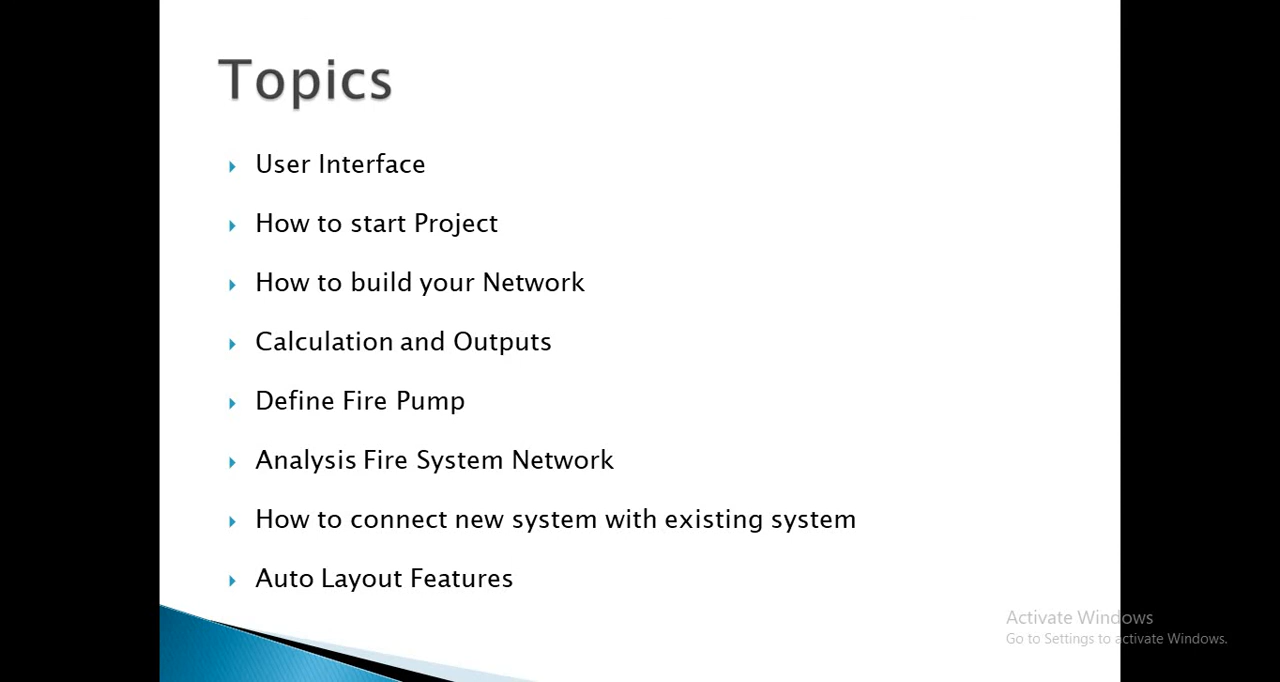 Topics
User Interface
How to start Project
How to build your Network
Calculation and Outputs
Define Fire Pump
Analysis Fire System Network
How to connect new system with existing system
Auto Layout Features
Activate Windows
Go to Settings to activate Windows.